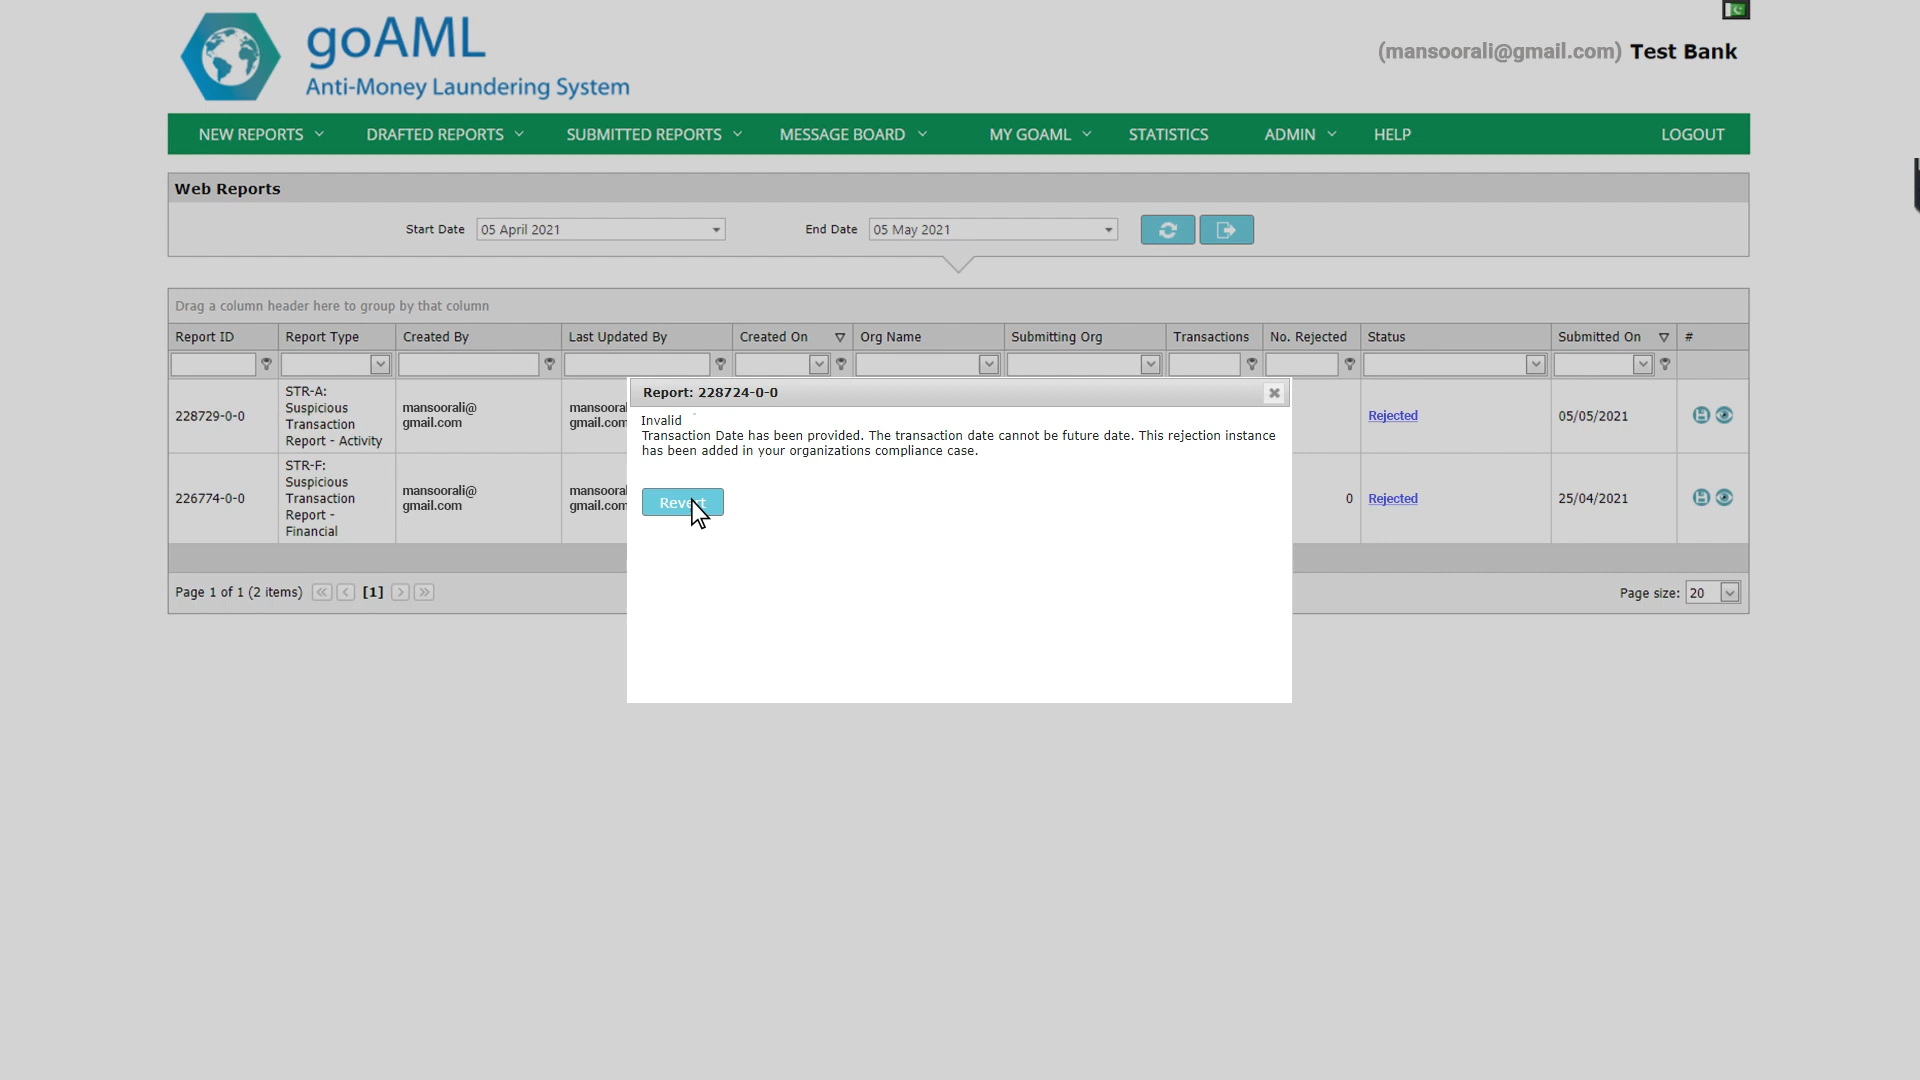 goAML
Anti-Money Laundering System
(mansoorali@gmail.com) Test Bank
NEW REPORTS DRAFTED REPORTS SUBMITTED REPORTS MESSAGE BOARD MY GOAML STATISTICS ADMIN HELP LOGOUT
Web Reports
Start Date 05 April 2021 End Date 05 May 2021
Drag a column header here to group by that column
Report ID Report Type Created By Last Updated By Created On Org Name Submitting Org Transactions No. Rejected Status Submitted On #
Report: 228724-0-0
Invalid
Transaction Date has been provided. The transaction date cannot be future date. This rejection instance
has been added in your organizations compliance case.
Revert
228729-0-0
STR-A:
Suspicious
Transaction
Report - Activity
mansoorali@
gmail.com
mansooral
gmail.com
Rejected
05/05/2021
226774-0-0
STR-F:
Suspicious
Transaction
Report -
Financial
mansoorali@
gmail.com
mansooral
gmail.com
0
Rejected
25/04/2021
Page 1 of 1 (2 items) [1] Page size: 20